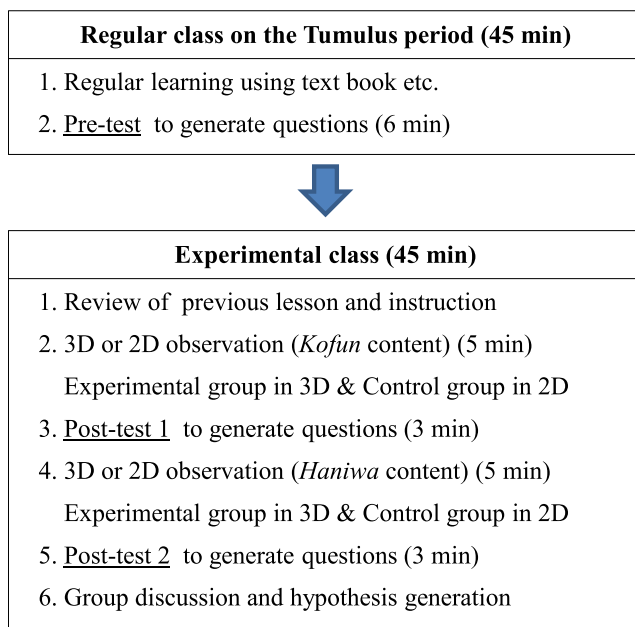 Regular class on the Tumulus period (45 min)
1. Regular learning using text book etc.
2. Pre-test to generate questions (6 min)
Experimental class (45 min)
1. Review of previous lesson and instruction
2. 3D or 2D observation (Kofun content) (5 min)
Experimental group in 3D & Control group in 2D
3. Post-test 1 to generate questions (3 min)
4. 3D or 2D observation (Haniwa content) (5 min)
Experimental group in 3D & Control group in 2D
5. Post-test 2 to generate questions (3 min)
6. Group discussion and hypothesis generation